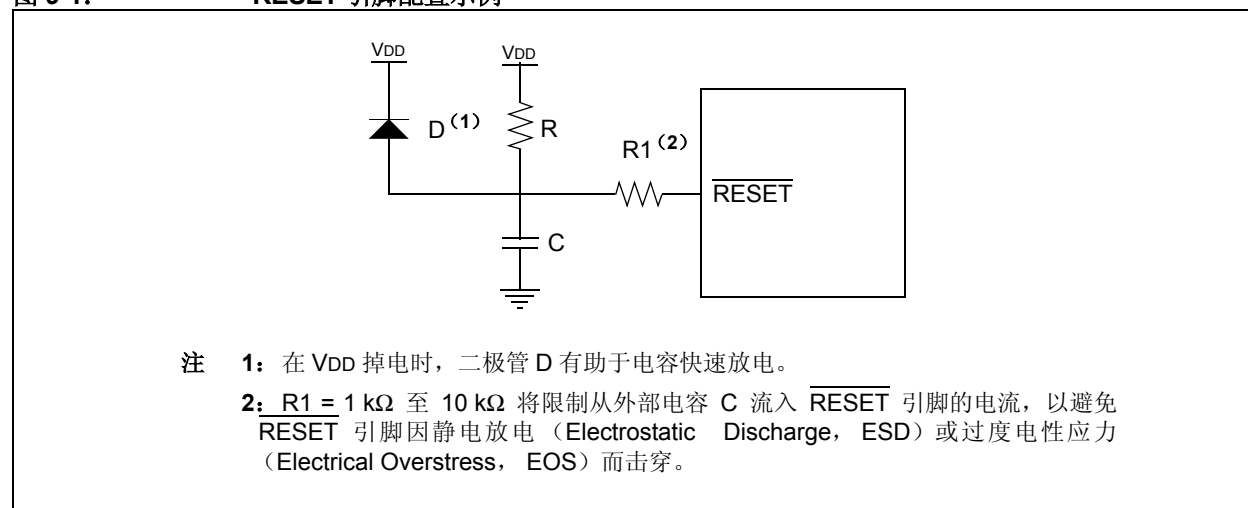 RESET 引脚配置示例
VDD
VDD
D(1)
R
R1(2)
RESET
C
注 1：在 VDD 掉电时，二极管 D 有助于电容快速放电。
2：R1 = 1 kΩ 至 10 kΩ 将限制从外部电容 C 流入 RESET 引脚的电流，以避免
RESET 引脚因静电放电（Electrostatic Discharge，ESD）或过度电性应力
（Electrical Overstress，EOS）而击穿。